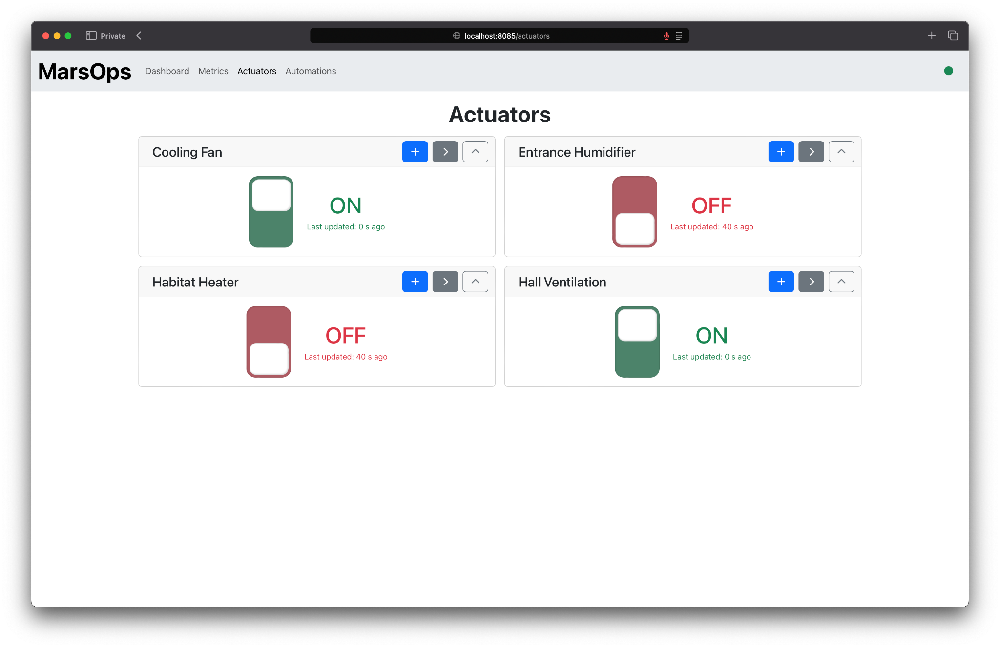 Private
localhost:8085/actuators
MarsOps Dashboard Metrics Actuators Automations
Actuators
Cooling Fan
ON
Last updated: 0 s ago
Entrance Humidifier
OFF
Last updated: 40 s ago
Habitat Heater
OFF
Last updated: 40 s ago
Hall Ventilation
ON
Last updated: 0 s ago